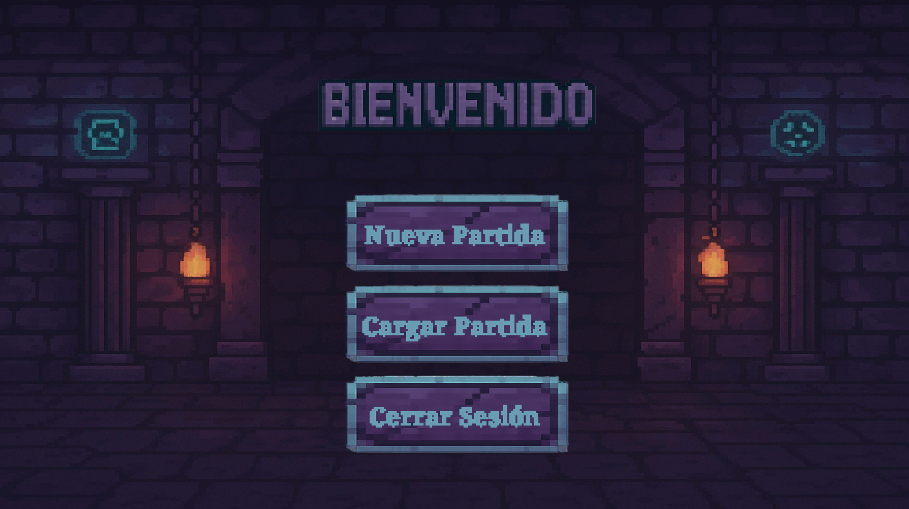 BIENVENIDO
Nueva Partida
Cargar Partida
Cerrar Sesión